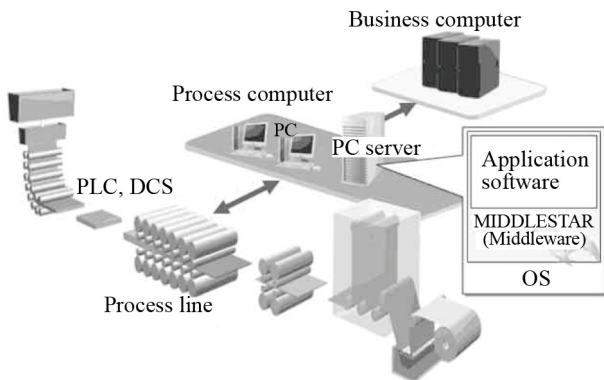 Business computer
Process computer
PC
PC server
Application
software
MIDDLESTAR
(Middleware)
OS
PLC, DCS
Process line